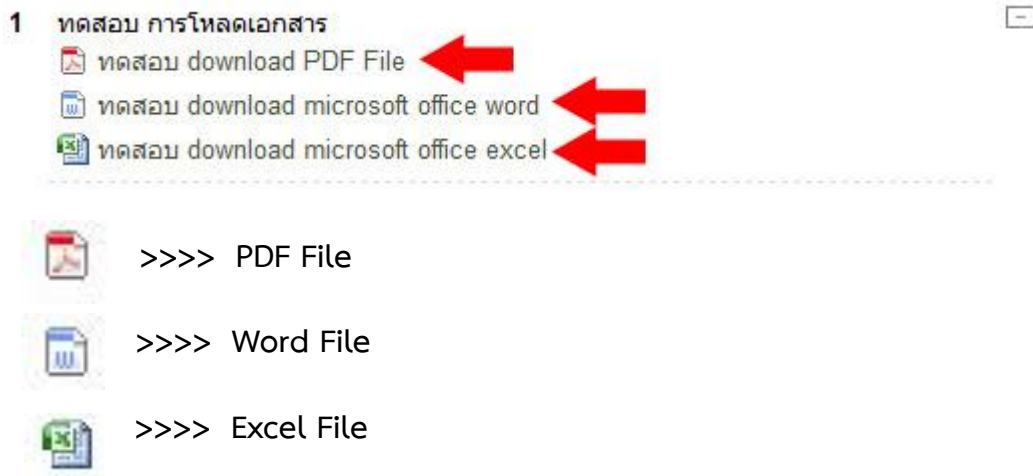 1 ทดสอบ การโหลดเอกสาร
ทดสอบ download PDF File
ทดสอบ download microsoft office word
ทดสอบ download microsoft office excel
>>>> PDF File
>>>> Word File
>>>> Excel File